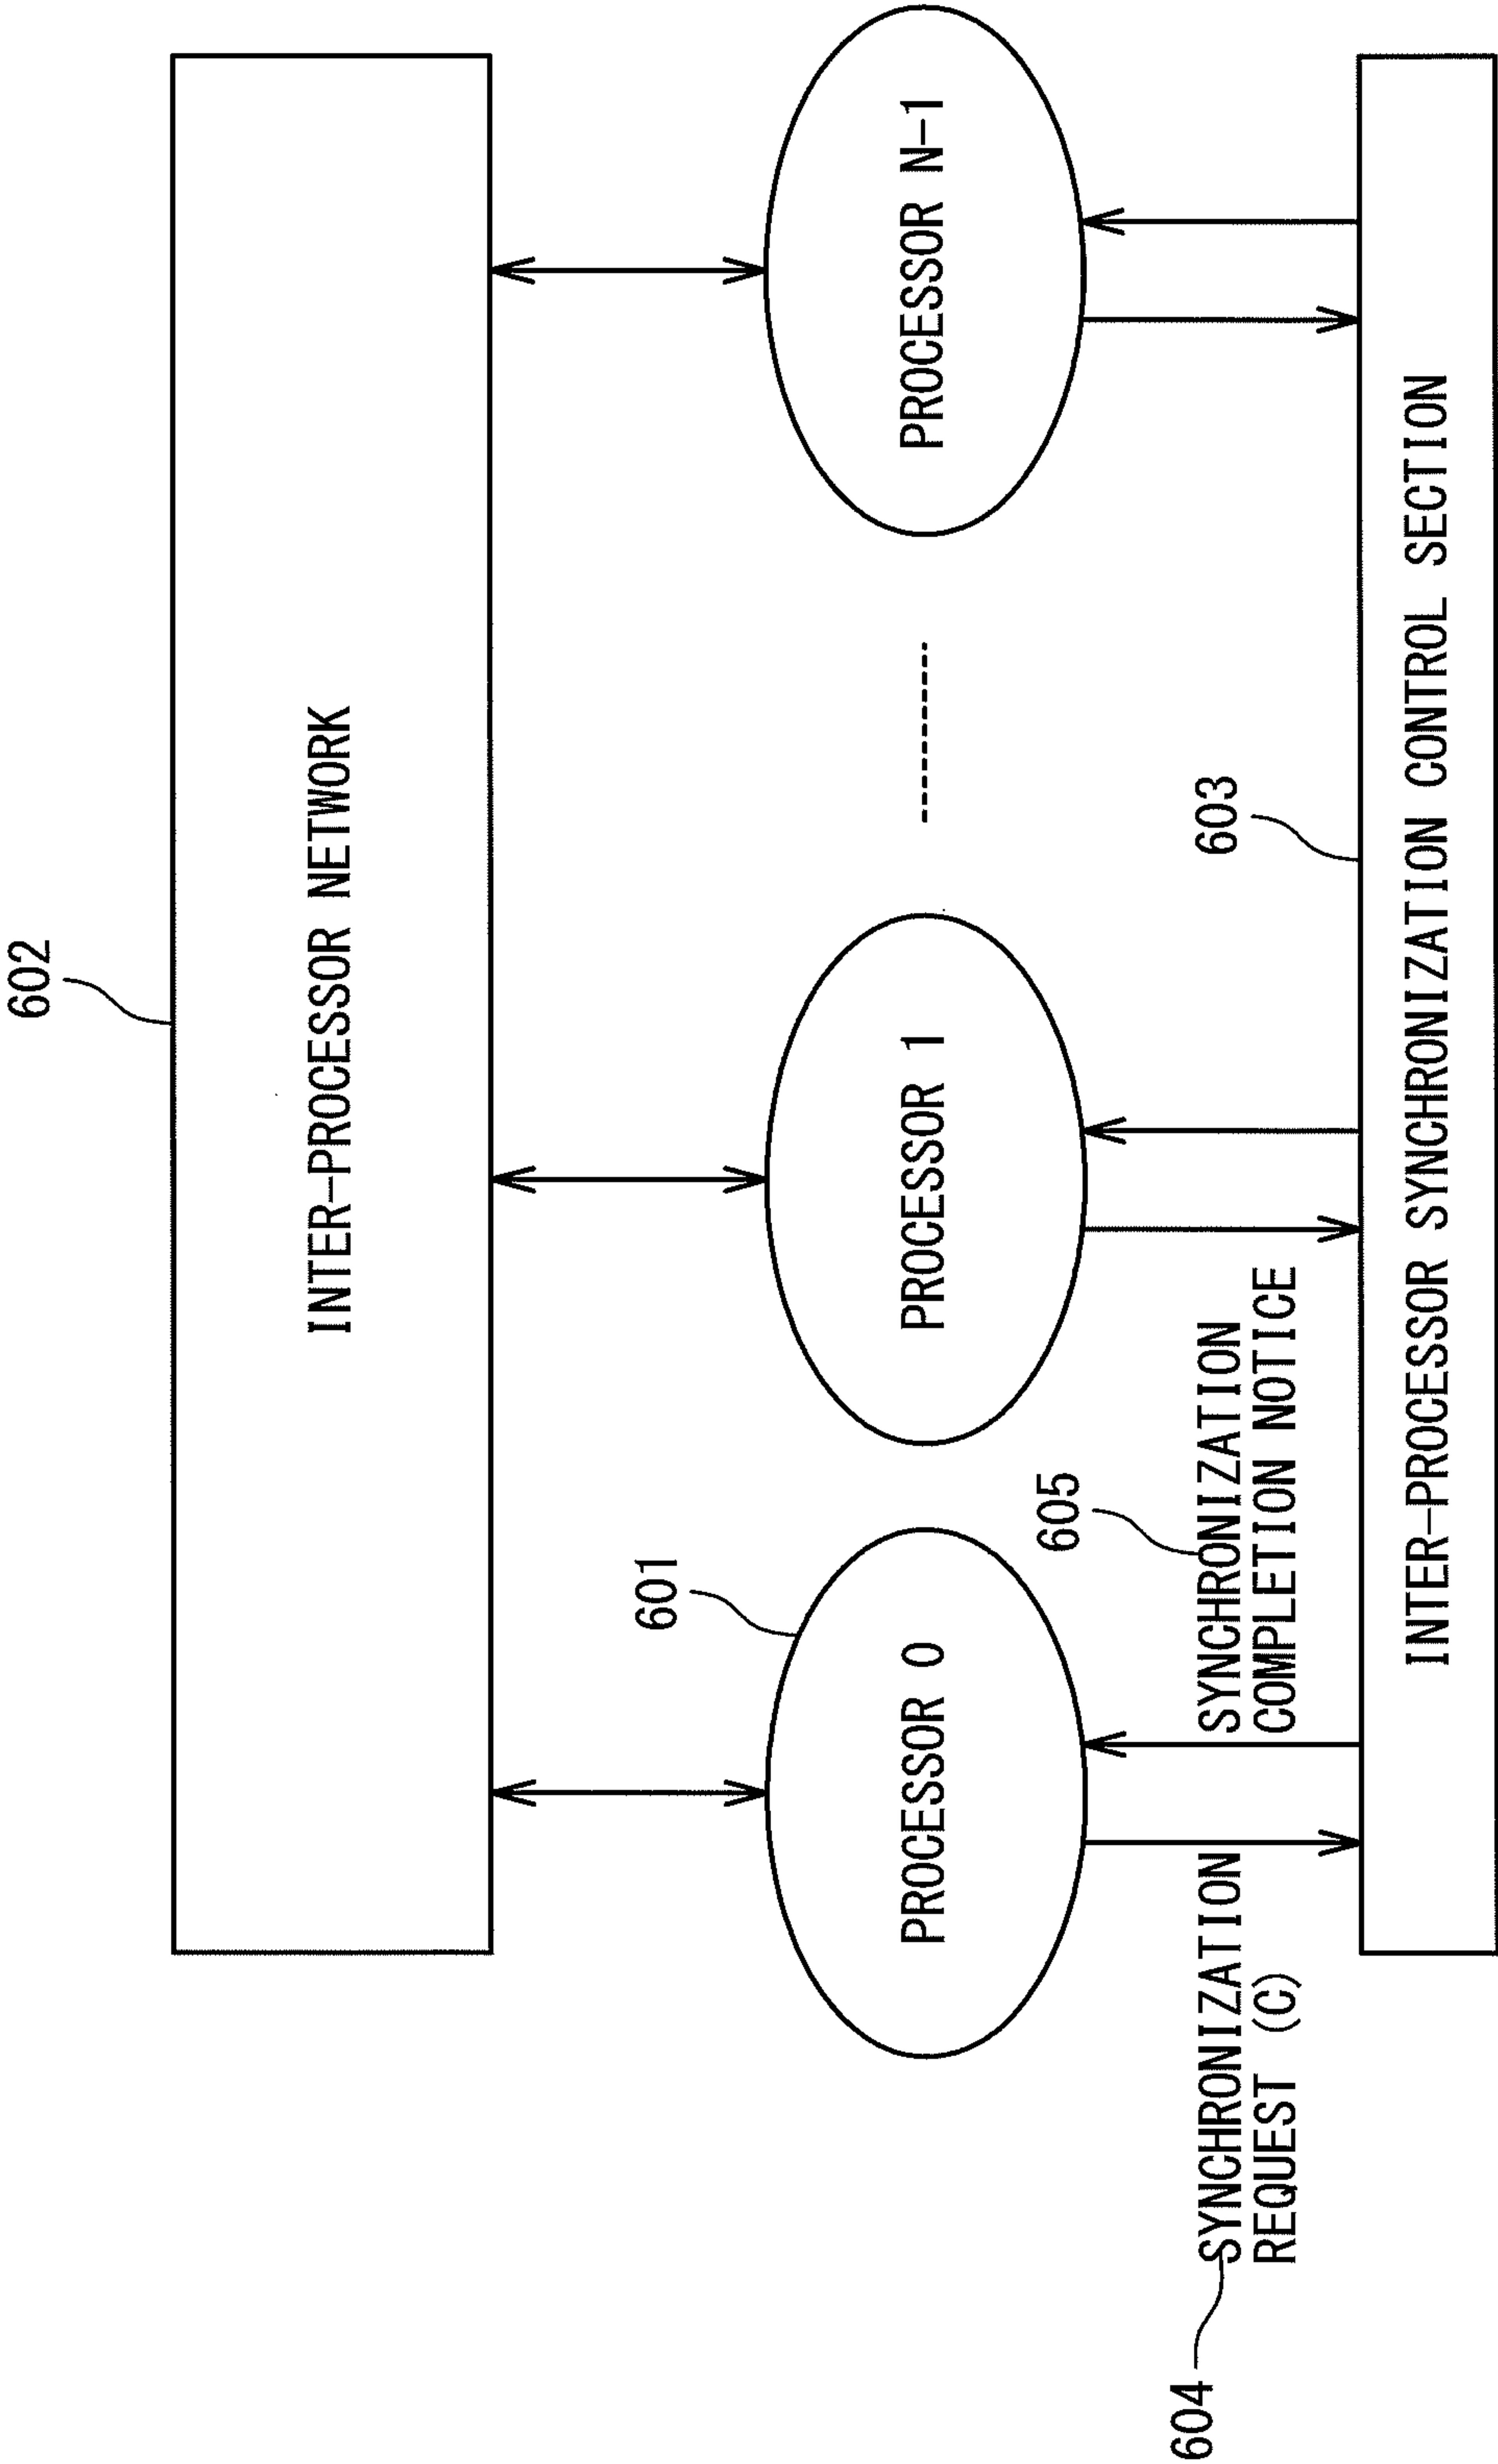 602
INTER-PROCESSOR NETWORK
601
PROCESSOR 0
PROCESSOR 1
PROCESSOR N-1
604
SYNCHRONIZATION
REQUEST (C)
605
SYNCHRONIZATION
COMPLETION NOTICE
603
INTER-PROCESSOR SYNCHRONIZATION CONTROL SECTION